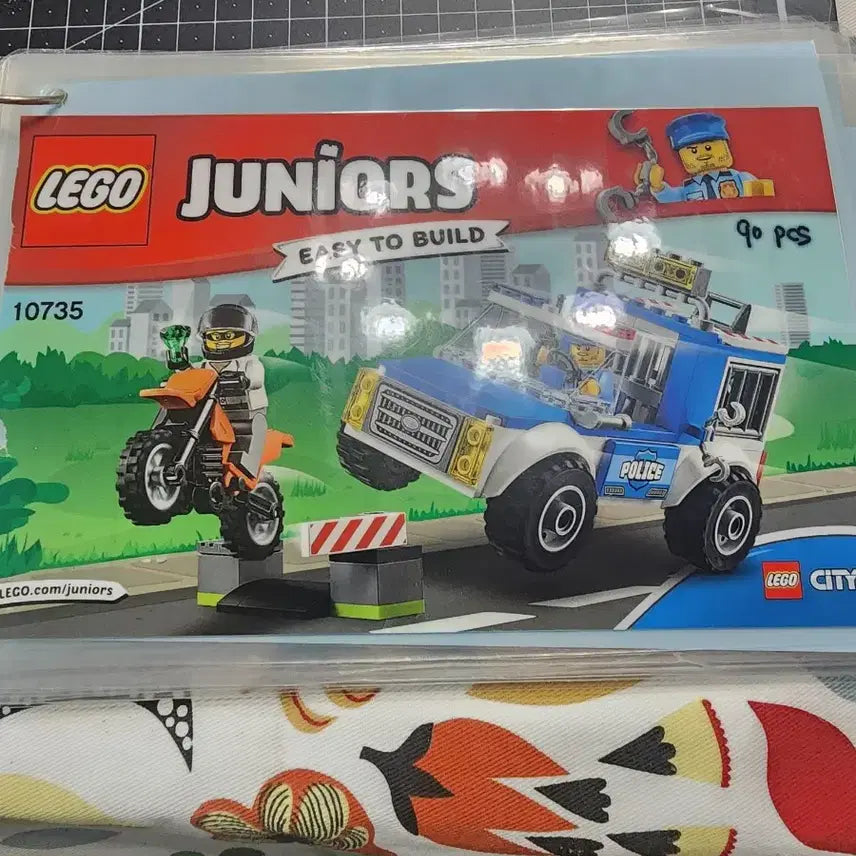 LEGO
JUNIORS
EASY TO BUILD
90 pcs
10735
POLICE
LEGO.com/juniors
LEGO CITY